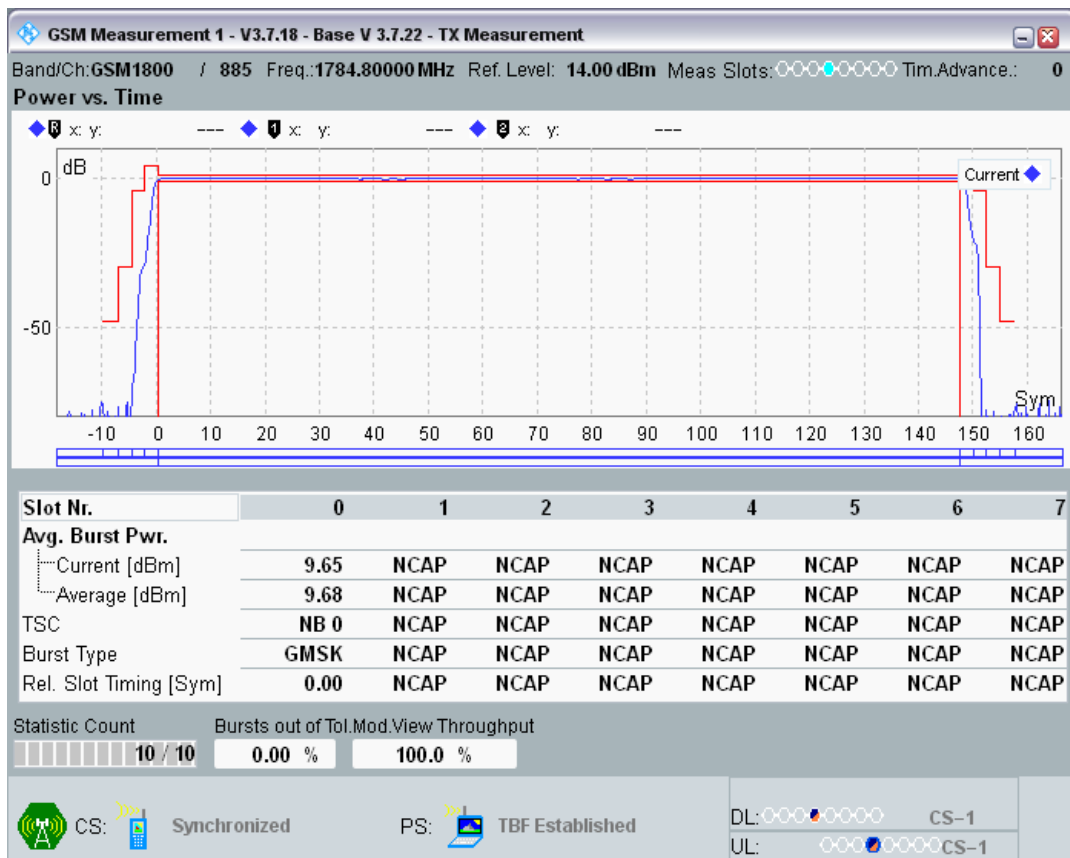 GSM Measurement 1 - V3.7.18 - Base V 3.7.22 - TX Measurement
Band/Ch:GSM1800 / 885 Freq.:1784.80000 MHz Ref. Level: 14.00 dBm Meas Slots: Tim.Advance.: 0
Power vs. Time
R x: y: --- 1 x: y: --- 2 x: y: ---
dB
0
Current
-50
Sym
-10 0 10 20 30 40 50 60 70 80 90 100 110 120 130 140 150 160
Slot Nr. 0 1 2 3 4 5 6 7
Avg. Burst Pwr.
Current [dBm] 9.65 NCAP NCAP NCAP NCAP NCAP NCAP NCAP
Average [dBm] 9.68 NCAP NCAP NCAP NCAP NCAP NCAP NCAP
TSC NB 0 NCAP NCAP NCAP NCAP NCAP NCAP NCAP
Burst Type GMSK NCAP NCAP NCAP NCAP NCAP NCAP NCAP
Rel. Slot Timing [Sym] 0.00 NCAP NCAP NCAP NCAP NCAP NCAP NCAP
Statistic Count Bursts out of Tol. Mod.View Throughput
10 / 10 0.00 % 100.0 %
CS: Synchronized PS: TBF Established DL: CS-1
UL: CS-1